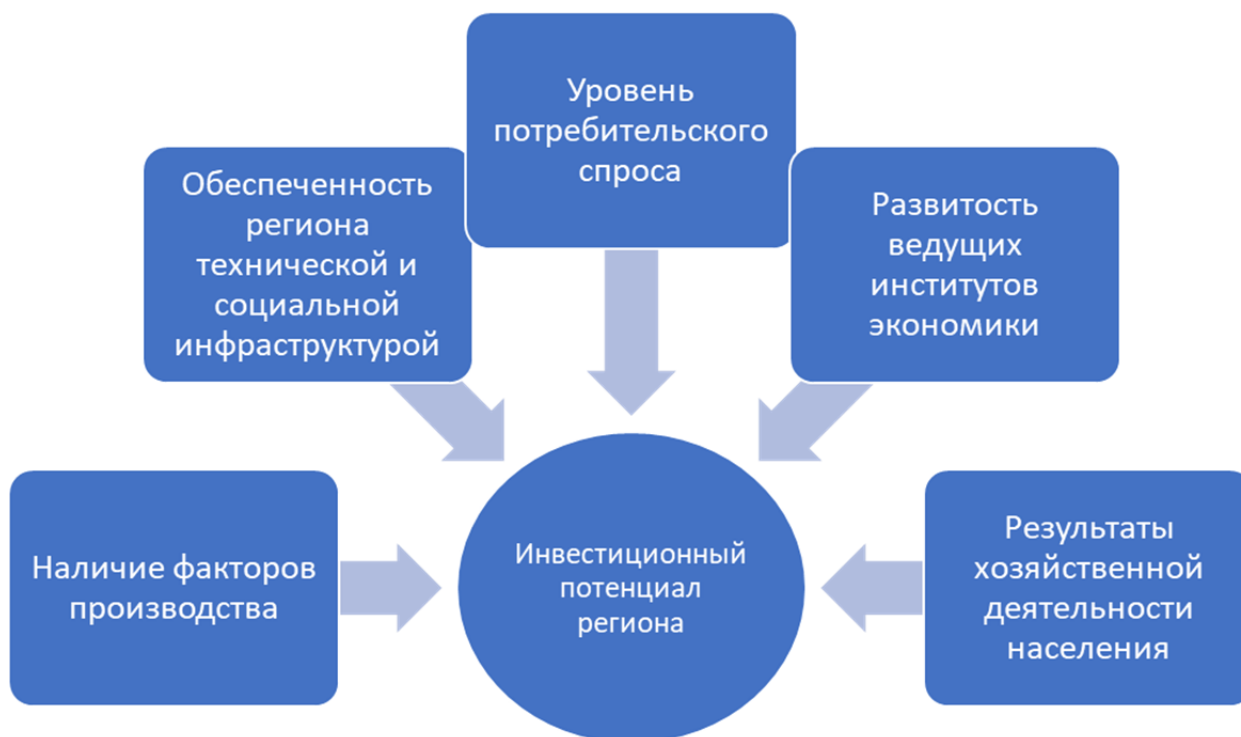 Уровень
потребительского
спроса
Обеспеченность
региона
технической и
социальной
инфраструктурой
Развитость
ведущих
институтов
экономики
Наличие факторов
производства
Инвестиционный
потенциал
региона
Результаты
хозяйственной
деятельности
населения